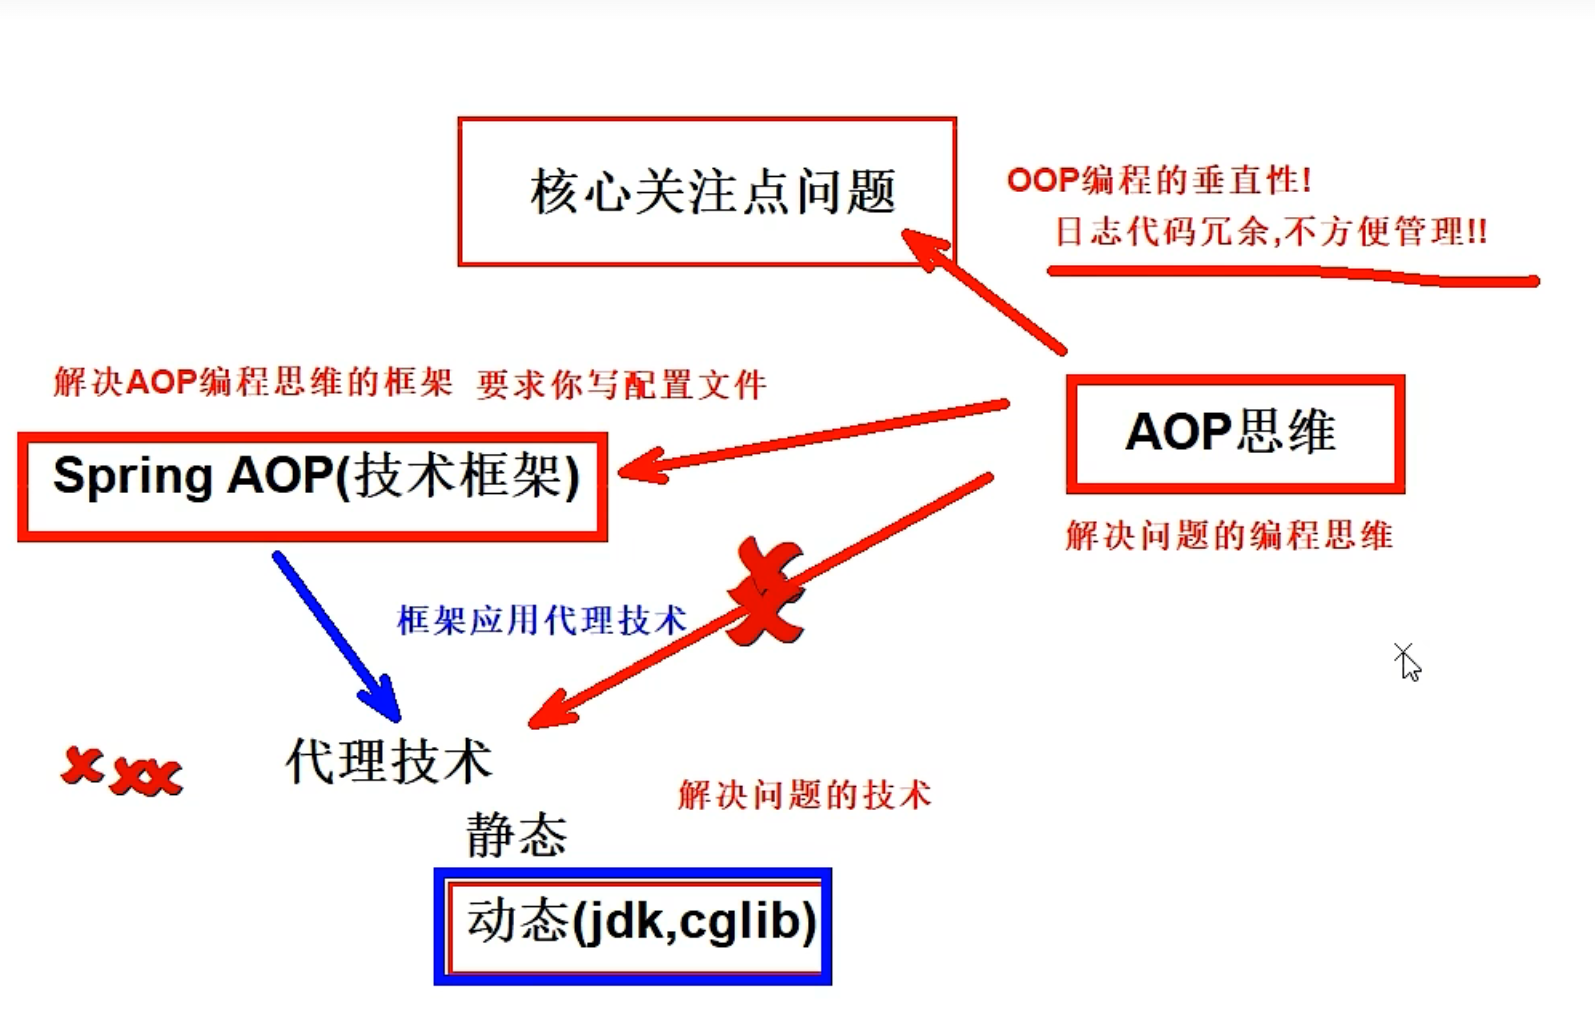 核心关注点问题
OOP编程的垂直性!
日志代码冗余,不方便管理!!
解决AOP编程思维的框架 要求你写配置文件
AOP思维
Spring AOP(技术框架)
解决问题的编程思维
框架应用代理技术
代理技术
解决问题的技术
静态
动态(jdk,cglib)